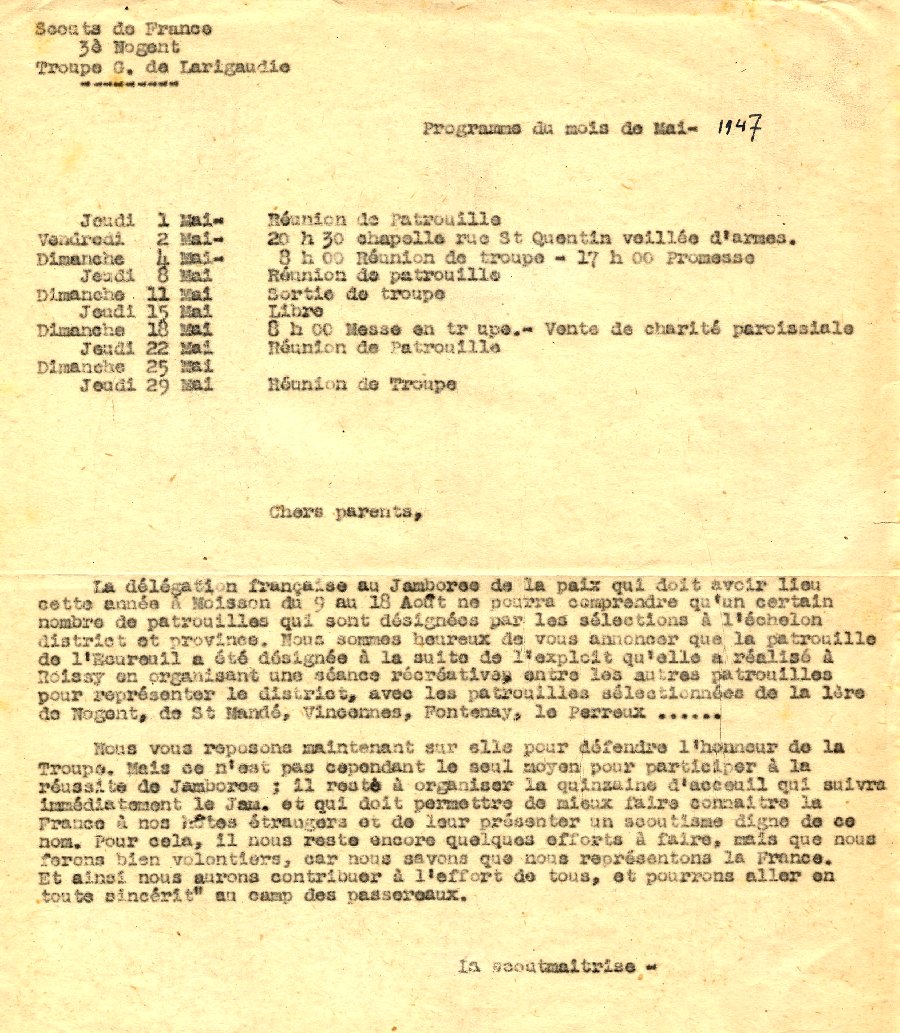 Scouts de France
3è Nogent
Troupe G. de Larigaudie
---------
Programme du mois de Mai- 1947
Jeudi 1 Mai- Réunion de Patrouille
Vendredi 2 Mai- 20 h 30 chapelle rue St Quentin veillée d'armes.
Dimanche 4 Mai- 8 h 00 Réunion de troupe - 17 h 00 Promesse
Jeudi 8 Mai Réunion de patrouille
Dimanche 11 Mai Sortie de troupe
Jeudi 15 Mai Libre
Dimanche 18 Mai 8 h 00 Messe en tr upe.- Vente de charité paroissiale
Jeudi 22 Mai Réunion de Patrouille
Dimanche 25 Mai
Jeudi 29 Mai Réunion de Troupe
Chers parents,
La délégation française au Jamboree de la paix qui doit avoir lieu
cette année à Moisson du 9 au 18 Août ne pourra comprendre qu'un certain
nombre de patrouilles qui sont désignées par les sélections à l'échelon
district et province. Nous sommes heureux de vous annoncer que la patrouille
de l'Ecureuil a été désignée à la suite de l'exploit qu'elle a réalisé à
Roissy en organisant une séance récréative, entre les autres patrouilles
pour représenter le district, avec les patrouilles sélectionnées de la 1ère
de Nogent, de St Mandé, Vincennes, Fontenay, le Perreux ......
Nous vous reposons maintenant sur elle pour défendre l'honneur de la
Troupe. Mais ce n'est pas cependant le seul moyen pour participer à la
réussite de Jamboree ; il reste à organiser la quinzaine d'acceuil qui suivra
immédiatement le Jam. et qui doit permettre de mieux faire connaitre la
France à nos hôtes étrangers et de leur présenter un scoutisme digne de ce
nom. Pour cela, il nous reste encore quelques efforts à faire, mais que nous
ferons bien volontiers, car nous savons que nous représentons la France.
Et ainsi nous aurons contribuer à l'effort de tous, et pourrons aller en
toute sincérit" au camp des passereaux.
La scoutmaitrise -